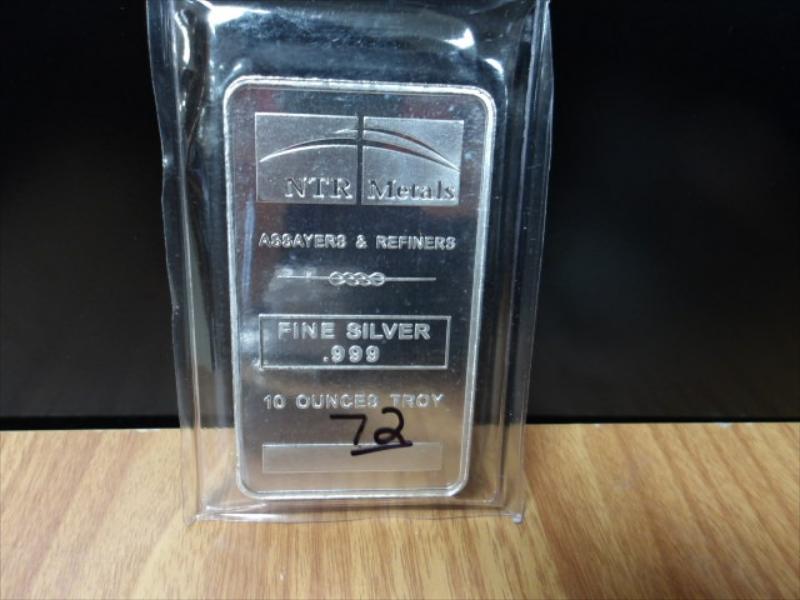 NTR Metals
ASSAYERS & REFINERS
FINE SILVER
.999
10 OUNCES TROY
72